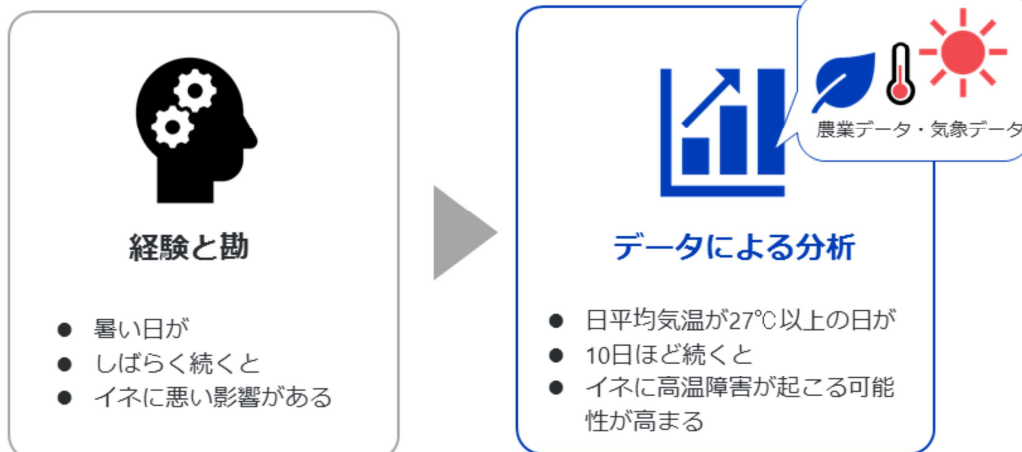 経験と勘
● 暑い日が
● しばらく続くと
● イネに悪い影響がある
農業データ・気象データ
データによる分析
● 日平均気温が27℃以上の日が
● 10日ほど続くと
● イネに高温障害が起こる可能
性が高まる